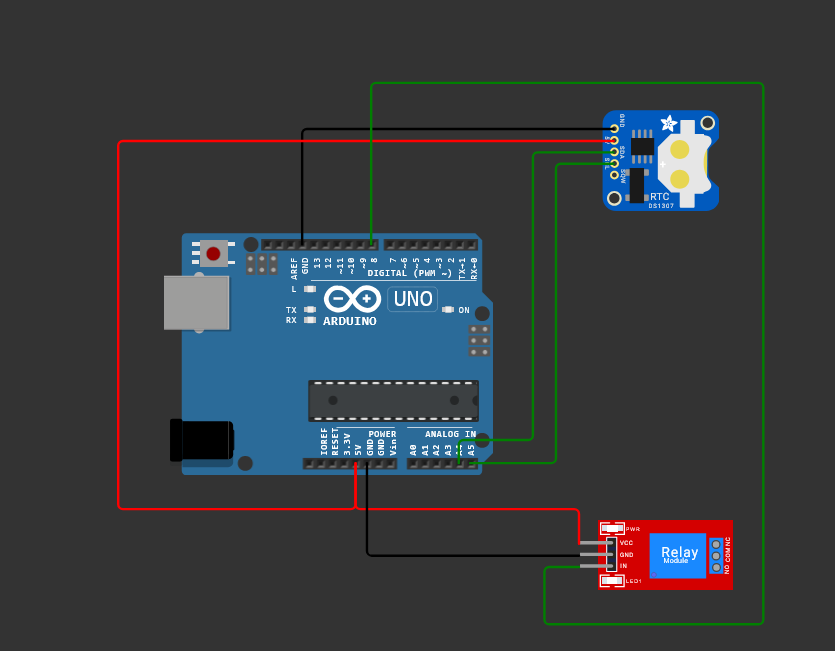 GND
5V
SDA
SCL
SQW
RTC
DS1307
AREF
GND
13
12
~11
~10
~9
8
7
~6
~5
4
~3
2
TX→1
RX←0
DIGITAL (PWM ~)
L
TX
RX
UNO
ARDUINO
ON
IOREF
RESET
3.3V
5V
GND
GND
Vin
POWER
ANALOG IN
A0
A1
A2
A3
A4
A5
PWR
VCC
GND
IN
LED1
Relay
Module
NC
COM
NO